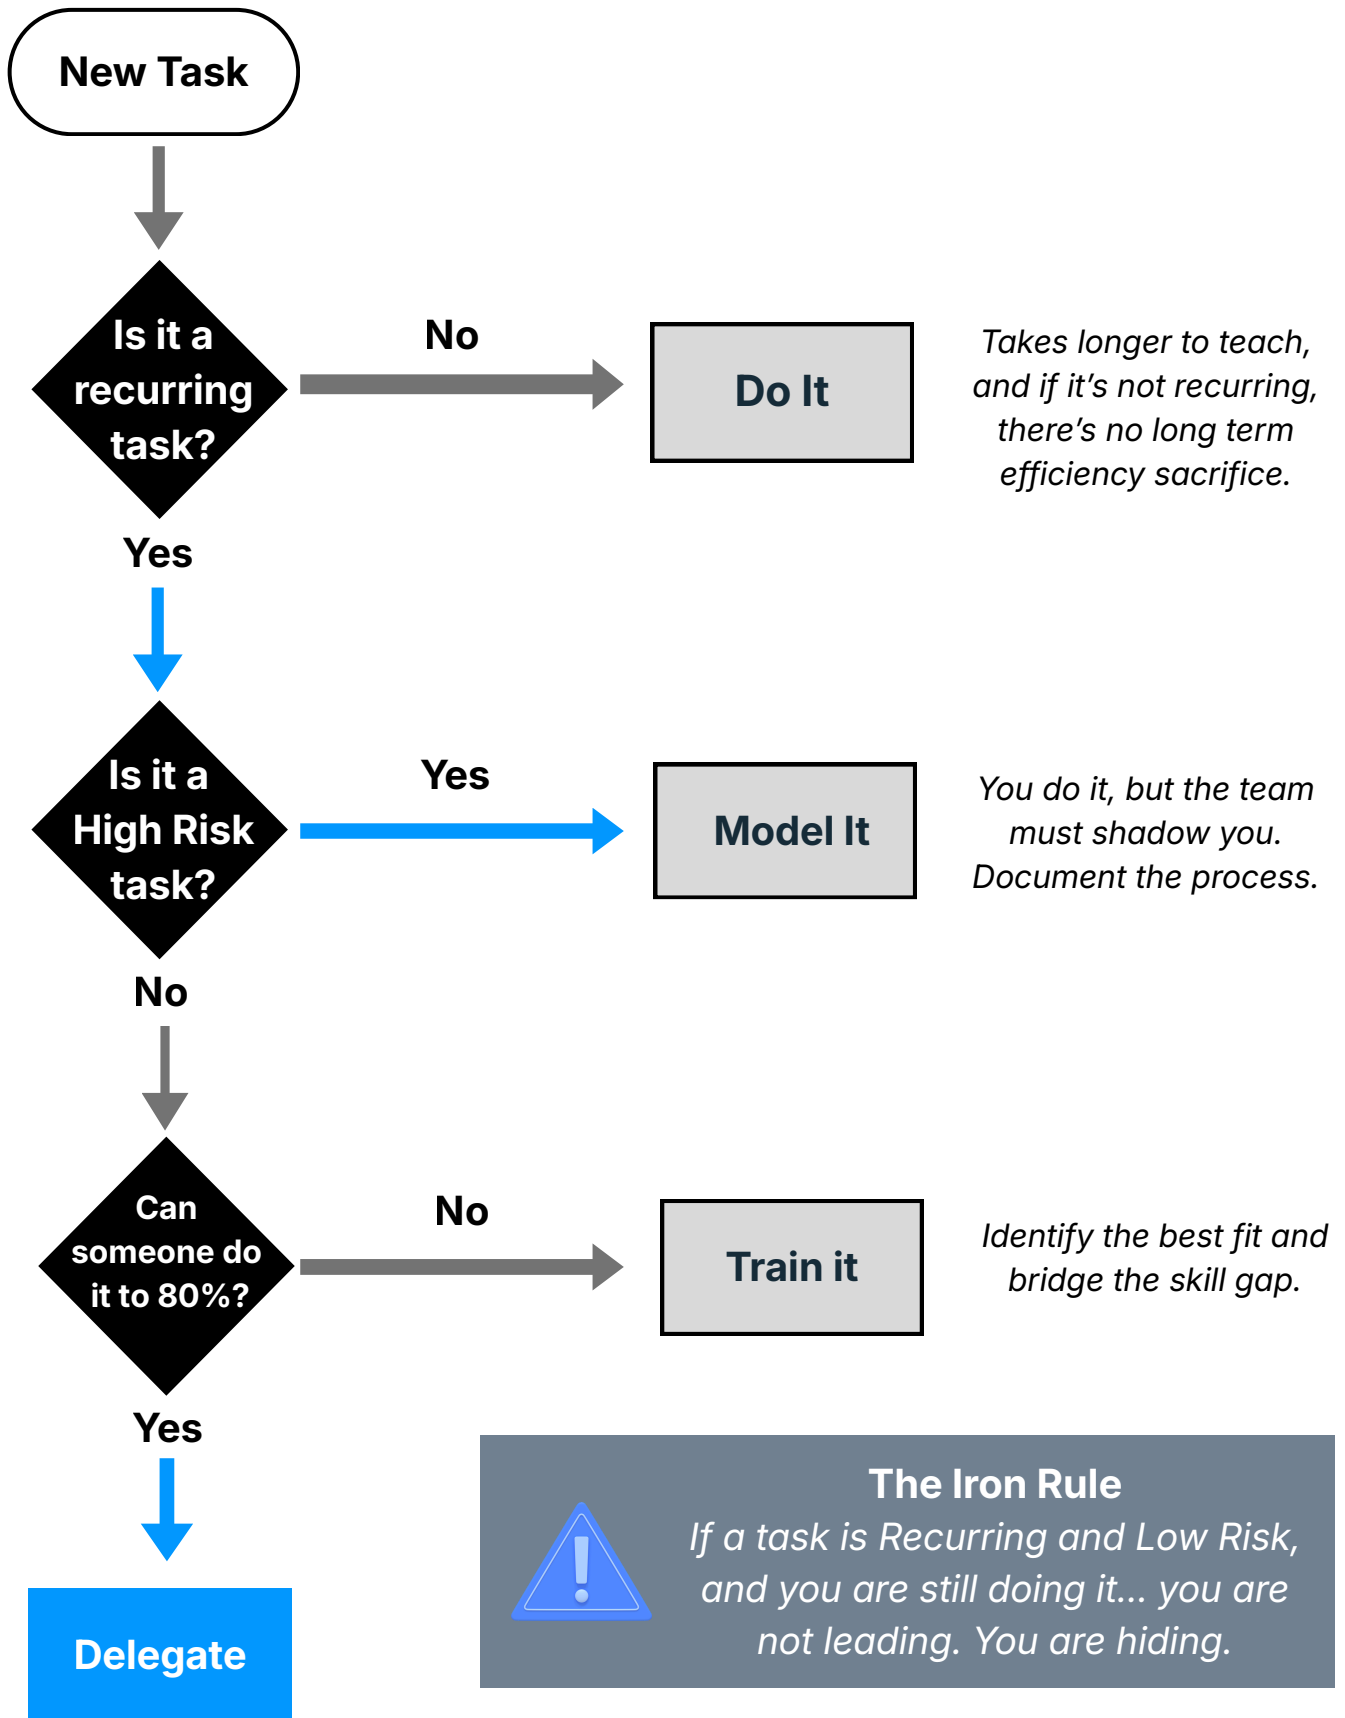 New Task
Is it a
recurring
task?
No
Do It
Takes longer to teach,
and if it’s not recurring,
there’s no long term
efficiency sacrifice.
Yes
Is it a
High Risk
task?
Yes
Model It
You do it, but the team
must shadow you.
Document the process.
No
Can
someone do
it to 80%?
No
Train it
Identify the best fit and
bridge the skill gap.
Yes
Delegate
The Iron Rule
If a task is Recurring and Low Risk,
and you are still doing it... you are
not leading. You are hiding.